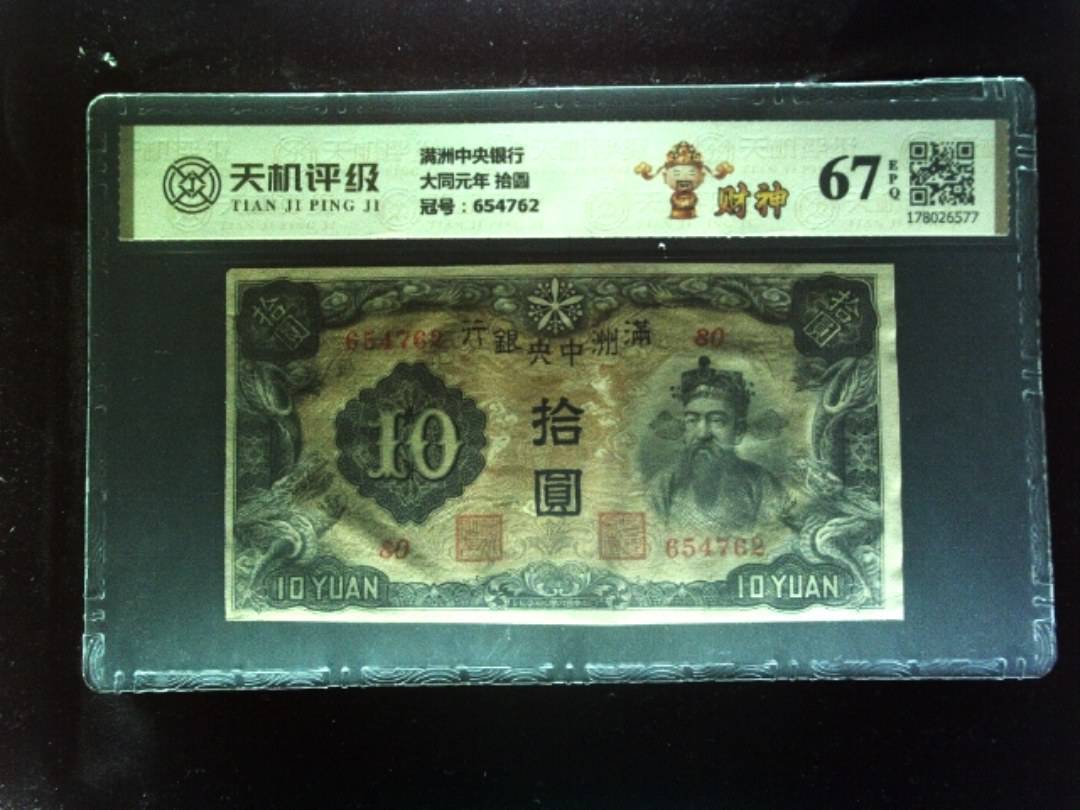 天机评级
TIAN JI PING JI
满洲中央银行
大同元年 拾圆
冠号：654762
财神
67
EPQ
178026577
拾圓
拾圓
654762
行銀央中洲滿
80
10
拾圓
80
654762
10 YUAN
10 YUAN